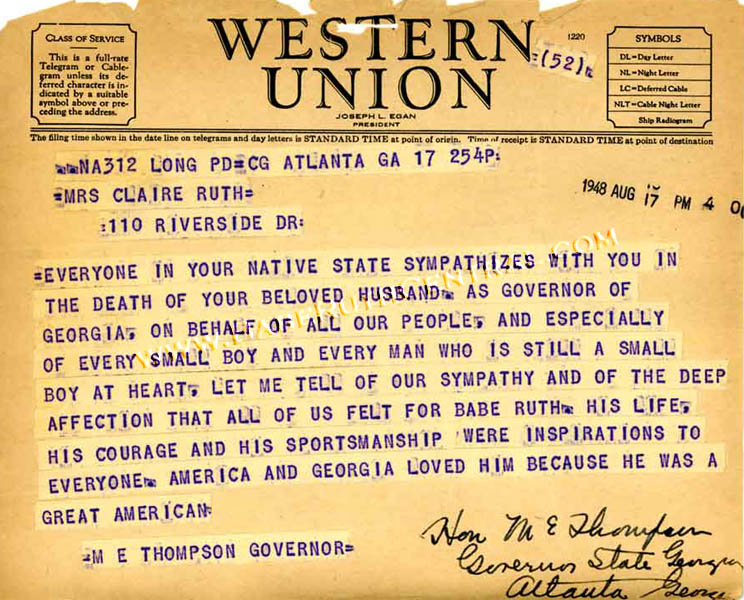 CLASS OF SERVICE
This is a full-rate
Telegram or Cable-
gram unless its de-
ferred character is in-
dicated by a suitable
symbol above or pre-
ceding the address.
WESTERN
UNION
JOSEPH L. EGAN
PRESIDENT
1220
=(52)=
SYMBOLS
DL=Day Letter
NL=Night Letter
LC=Deferred Cable
NLT=Cable Night Letter
Ship Radiogram
The filing time shown in the date line on telegrams and day letters is STANDARD TIME at point of origin. Time of receipt is STANDARD TIME at point of destination
NA312 LONG PD=CG ATLANTA GA 17 254P:
=MRS CLAIRE RUTH=
:110 RIVERSIDE DR:
1948 AUG 17 PM 4
=EVERYONE IN YOUR NATIVE STATE SYMPATHIZES WITH YOU IN
THE DEATH OF YOUR BELOVED HUSBAND. AS GOVERNOR OF
GEORGIA, ON BEHALF OF ALL OUR PEOPLE, AND ESPECIALLY
OF EVERY SMALL BOY AND EVERY MAN WHO IS STILL A SMALL
BOY AT HEART, LET ME TELL OF OUR SYMPATHY AND OF THE DEEP
AFFECTION THAT ALL OF US FELT FOR BABE RUTH. HIS LIFE,
HIS COURAGE AND HIS SPORTSMANSHIP WERE INSPIRATIONS TO
EVERYONE. AMERICA AND GEORGIA LOVED HIM BECAUSE HE WAS A
GREAT AMERICAN:
=M E THOMPSON GOVERNOR=
Hon M E Thompson
Governor State Georgia
Atlanta Georgia